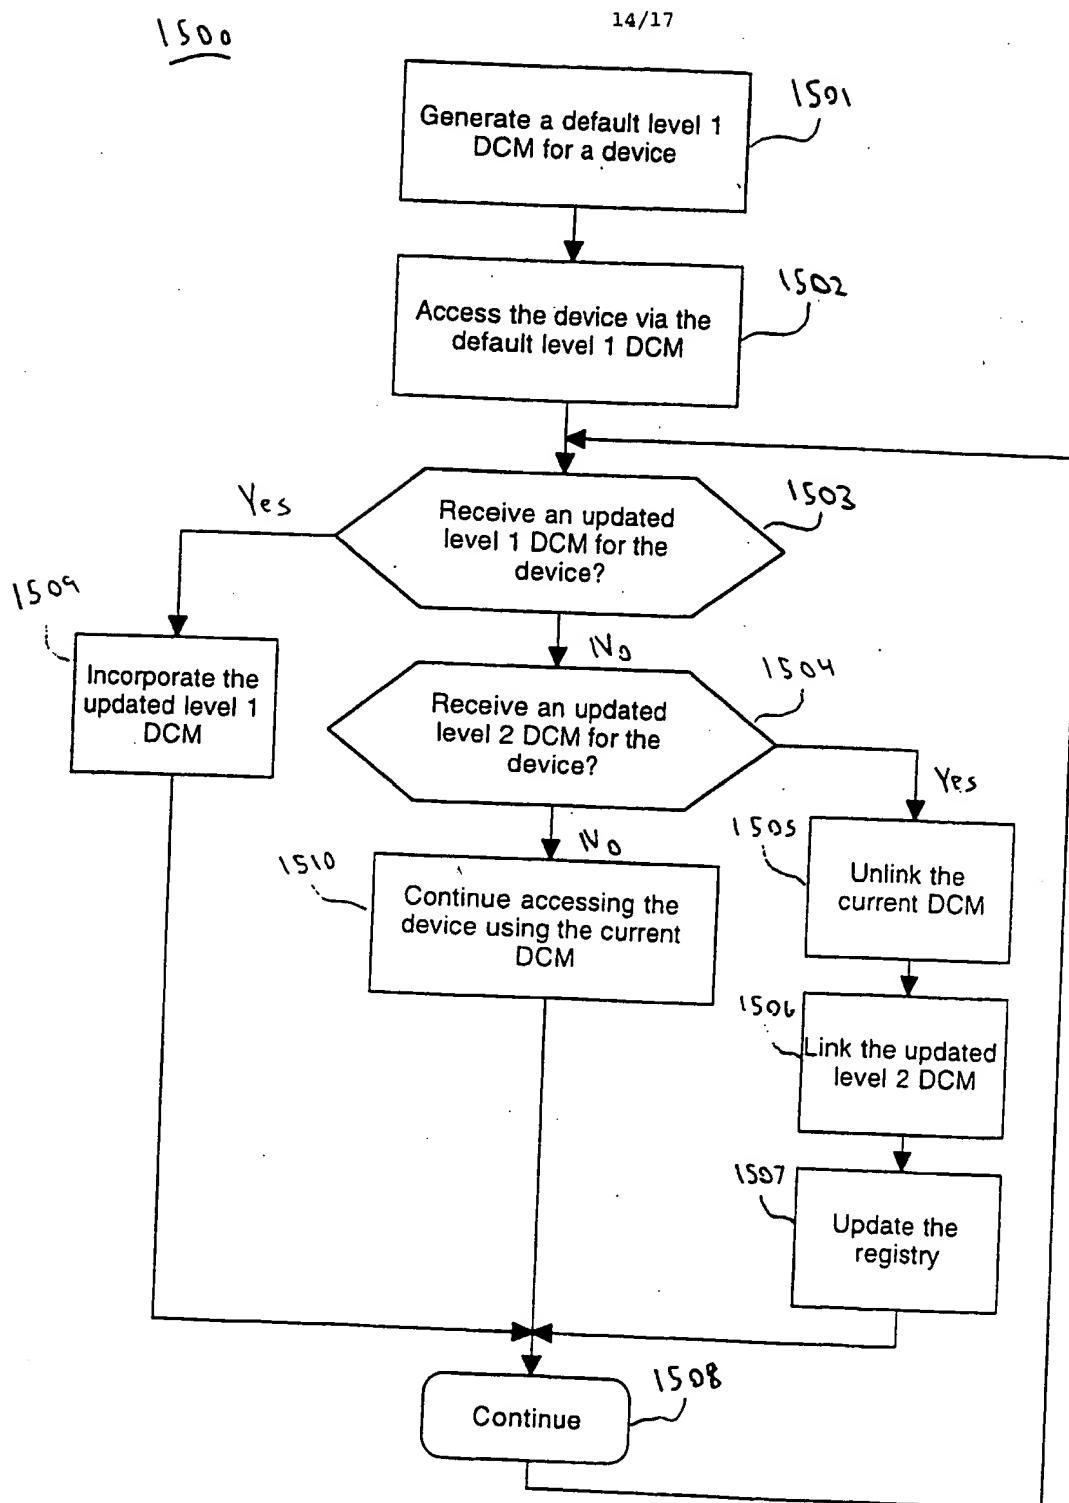 14/17
1500
Generate a default level 1
DCM for a device
1501
Access the device via the
default level 1 DCM
1502
Receive an updated
level 1 DCM for the
device?
1503
Yes
1509
Incorporate the
updated level 1
DCM
No
Receive an updated
level 2 DCM for the
device?
1504
Yes
No
1510
Continue accessing the
device using the current
DCM
1505
Unlink the
current DCM
1506
Link the updated
level 2 DCM
1507
Update the
registry
Continue
1508